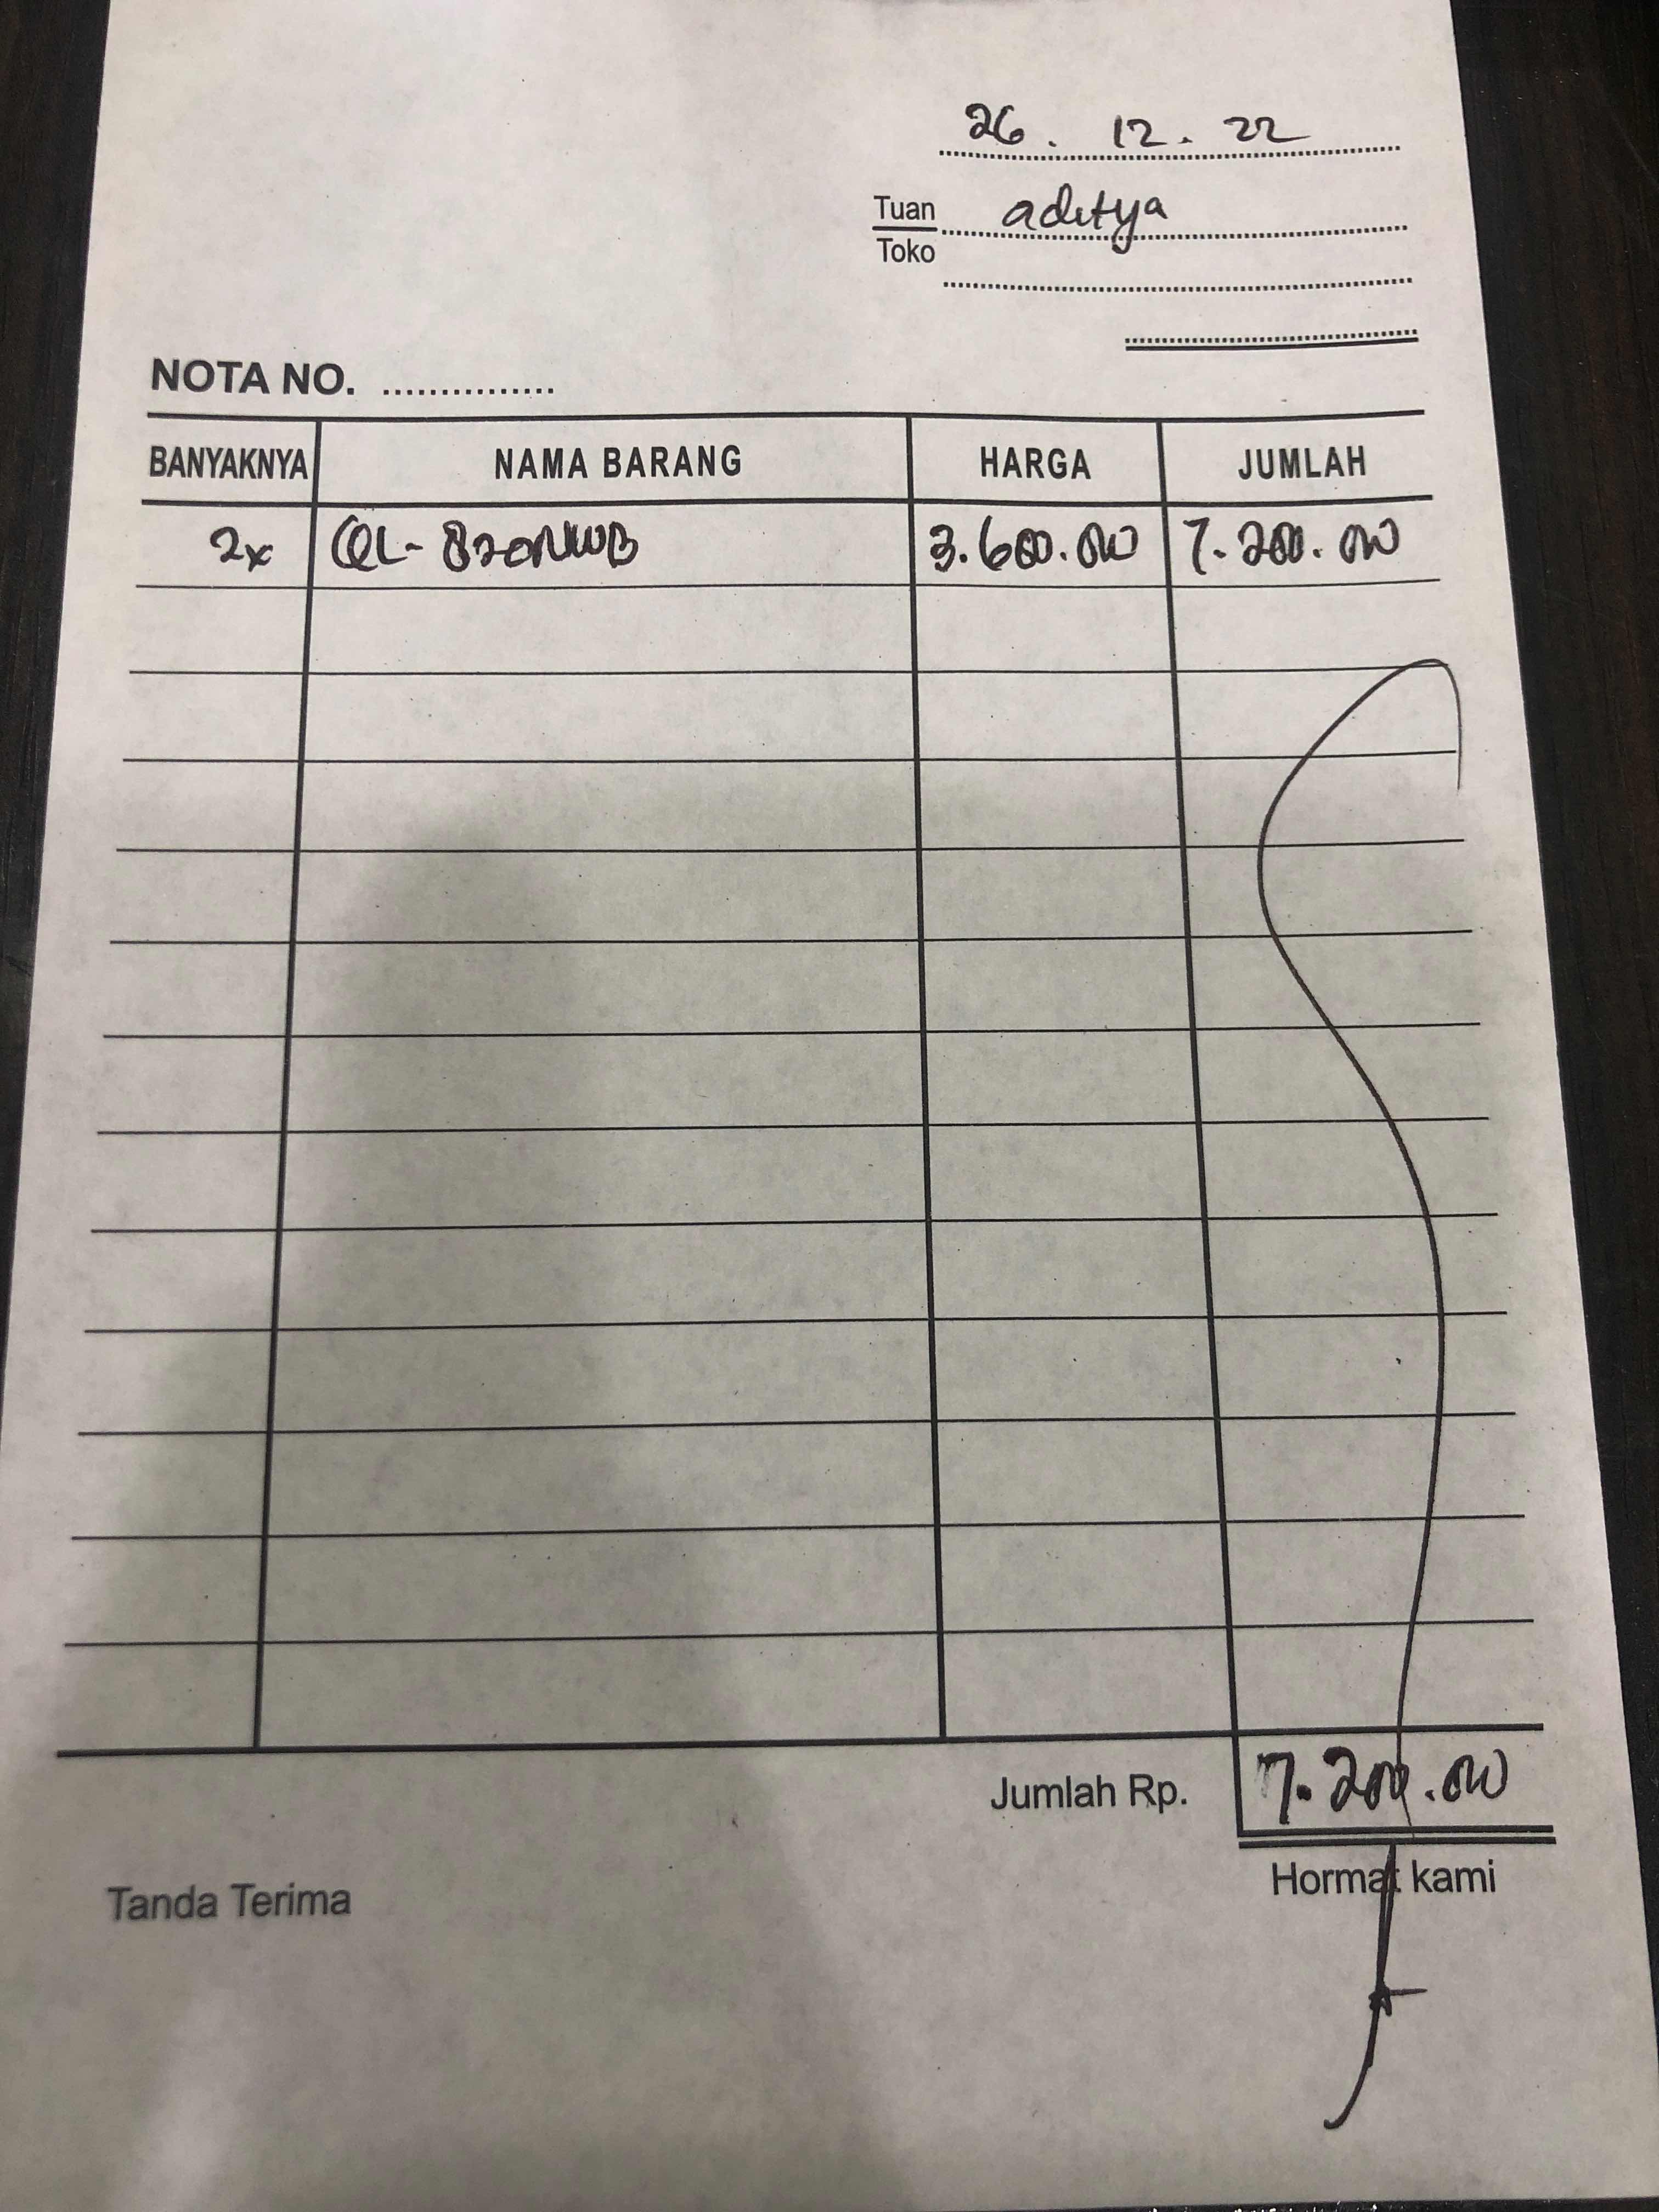 26. 12. 22
Tuan aditya
Toko
NOTA NO. ...............
BANYAKNYA NAMA BARANG HARGA JUMLAH
2x QL-820NWB 3.600.000 7.200.000
Jumlah Rp. 7.200.000
Tanda Terima Hormat kami